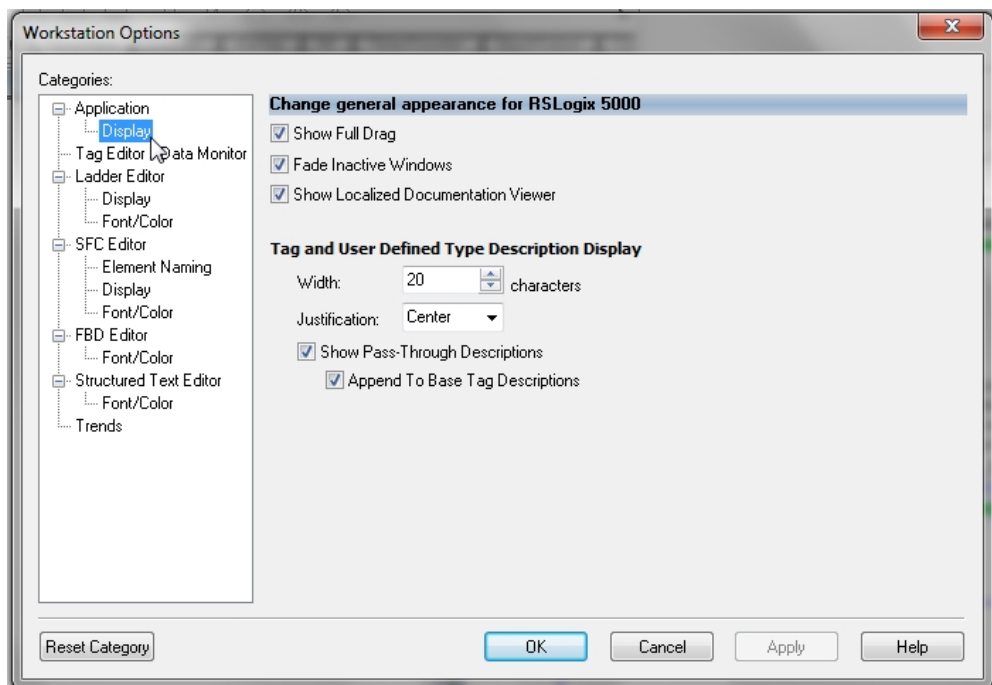 Workstation Options
Categories:
Application
Display
Tag Editor Data Monitor
Ladder Editor
Display
Font/Color
SFC Editor
Element Naming
Display
Font/Color
FBD Editor
Font/Color
Structured Text Editor
Font/Color
Trends
Change general appearance for RSLogix 5000
Show Full Drag
Fade Inactive Windows
Show Localized Documentation Viewer
Tag and User Defined Type Description Display
Width: 20 characters
Justification: Center
Show Pass-Through Descriptions
Append To Base Tag Descriptions
Reset Category OK Cancel Apply Help